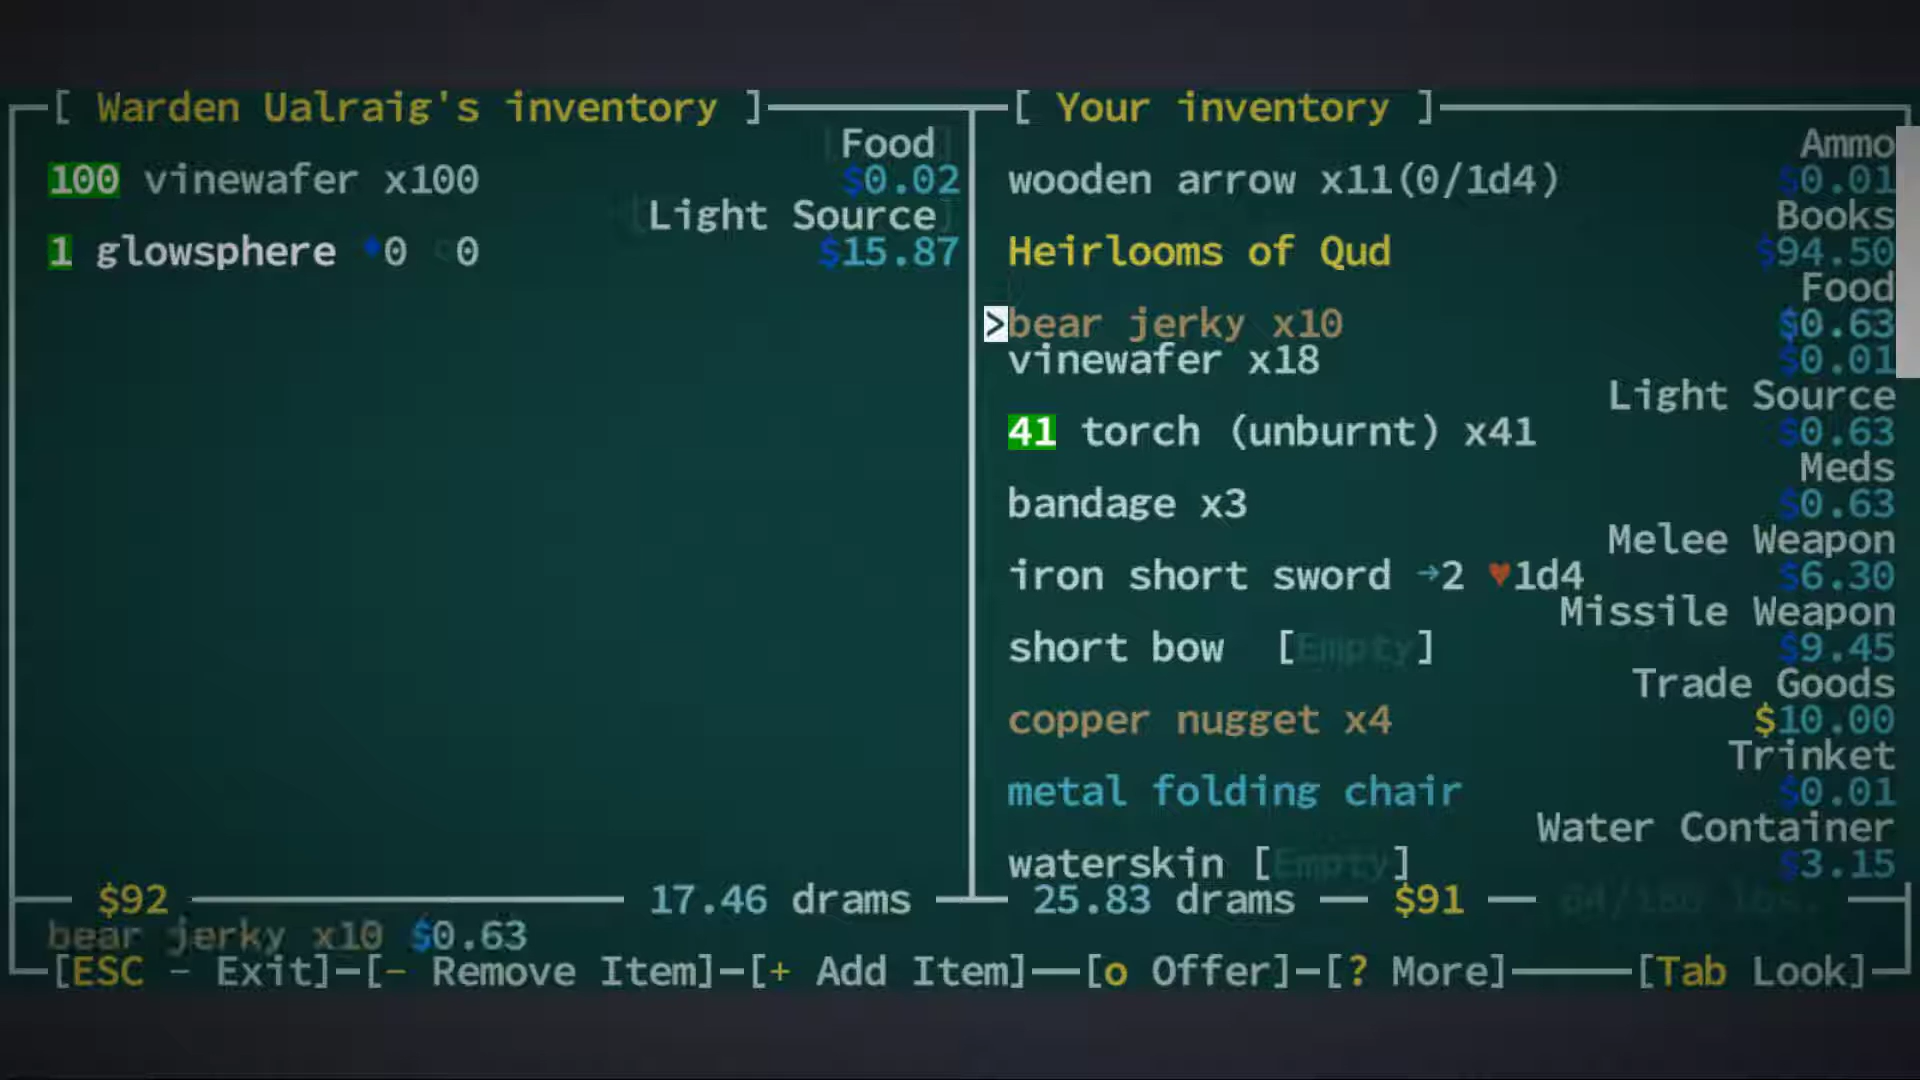 [ Warden Ualraig's inventory ]
[Food]
100 vinewafer x100 $0.02
[Light Source]
1 glowsphere ♦0 ○0 $15.87
$92 17.46 drams
[ Your inventory ]
Ammo
wooden arrow x11(0/1d4) $0.01
Books
Heirlooms of Qud $94.50
Food
>bear jerky x10 $0.63
vinewafer x18 $0.01
Light Source
41 torch (unburnt) x41 $0.63
Meds
bandage x3 $0.63
Melee Weapon
iron short sword →2 ♥1d4 $6.30
Missile Weapon
short bow [Empty] $9.45
Trade Goods
copper nugget x4 $10.00
Trinket
metal folding chair $0.01
Water Container
waterskin [Empty] $3.15
25.83 drams $91
bear jerky x10 $0.63
[ESC - Exit] [- Remove Item] [+ Add Item] [o Offer] [? More] [Tab Look]